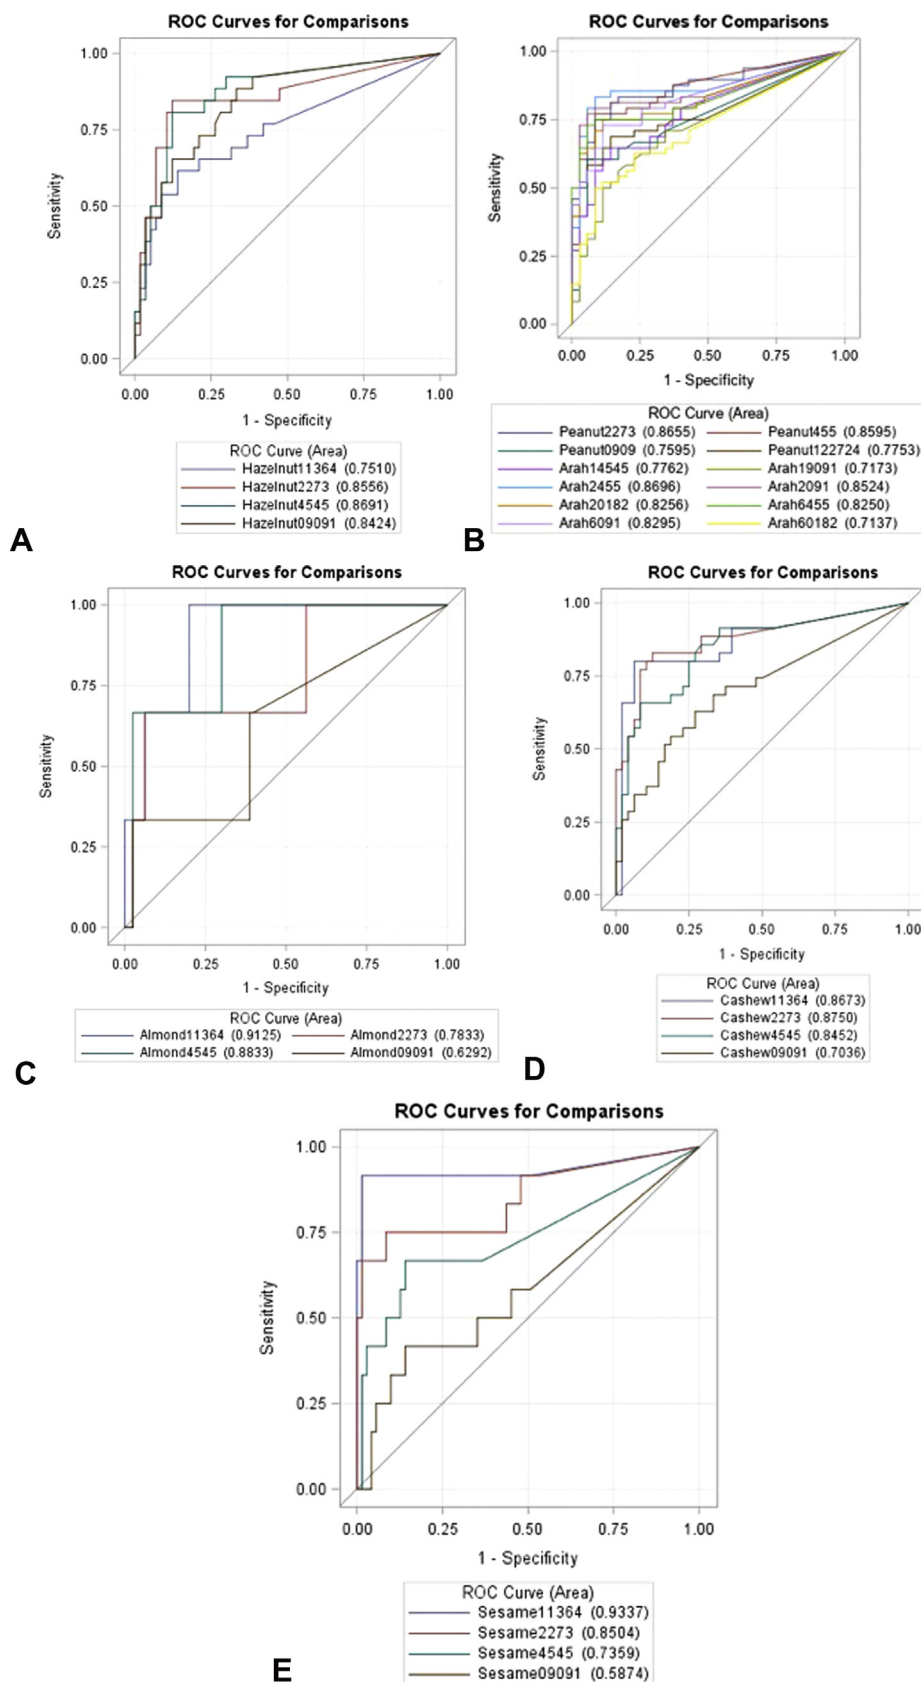 ROC Curves for Comparisons
1.00
0.75
0.50
0.25
0.00
Sensitivity
0.00 0.25 0.50 0.75 1.00
1 - Specificity
ROC Curve (Area)
Hazelnut11364 (0.7510)
Hazelnut2273 (0.8556)
Hazelnut4545 (0.8691)
Hazelnut09091 (0.8424)
A
ROC Curves for Comparisons
1.00
0.75
0.50
0.25
0.00
Sensitivity
0.00 0.25 0.50 0.75 1.00
1 - Specificity
ROC Curve (Area)
Peanut2273 (0.8655) Peanut455 (0.8595)
Peanut0909 (0.7595) Peanut122724 (0.7753)
Arah14545 (0.7762) Arah19091 (0.7173)
Arah2455 (0.8696) Arah2091 (0.8524)
Arah20182 (0.8256) Arah6455 (0.8250)
Arah6091 (0.8295) Arah60182 (0.7137)
B
ROC Curves for Comparisons
1.00
0.75
0.50
0.25
0.00
Sensitivity
0.00 0.25 0.50 0.75 1.00
1 - Specificity
ROC Curve (Area)
Almond11364 (0.9125) Almond2273 (0.7833)
Almond4545 (0.8833) Almond09091 (0.6292)
C
ROC Curves for Comparisons
1.00
0.75
0.50
0.25
0.00
Sensitivity
0.00 0.25 0.50 0.75 1.00
1 - Specificity
ROC Curve (Area)
Cashew11364 (0.8673)
Cashew2273 (0.8750)
Cashew4545 (0.8452)
Cashew09091 (0.7036)
D
ROC Curves for Comparisons
1.00
0.75
0.50
0.25
0.00
Sensitivity
0.00 0.25 0.50 0.75 1.00
1 - Specificity
ROC Curve (Area)
Sesame11364 (0.9337)
Sesame2273 (0.8504)
Sesame4545 (0.7359)
Sesame09091 (0.5874)
E